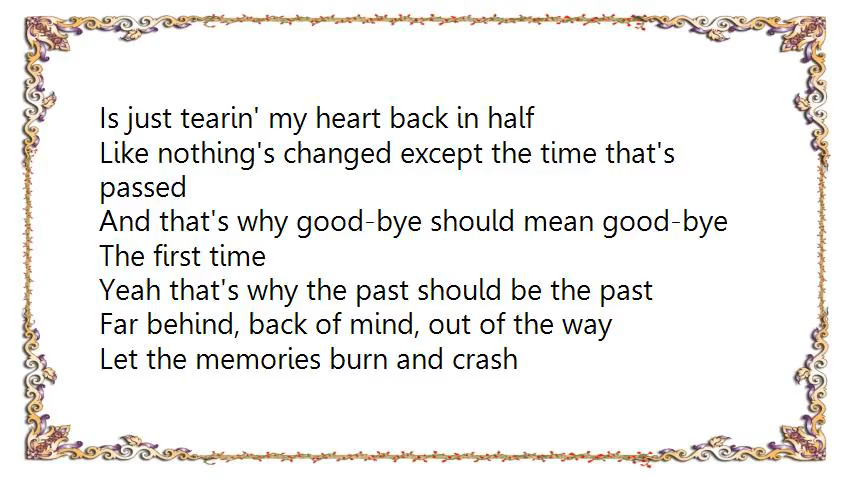 Is just tearin' my heart back in half
Like nothing's changed except the time that's
passed
And that's why good-bye should mean good-bye
The first time
Yeah that's why the past should be the past
Far behind, back of mind, out of the way
Let the memories burn and crash